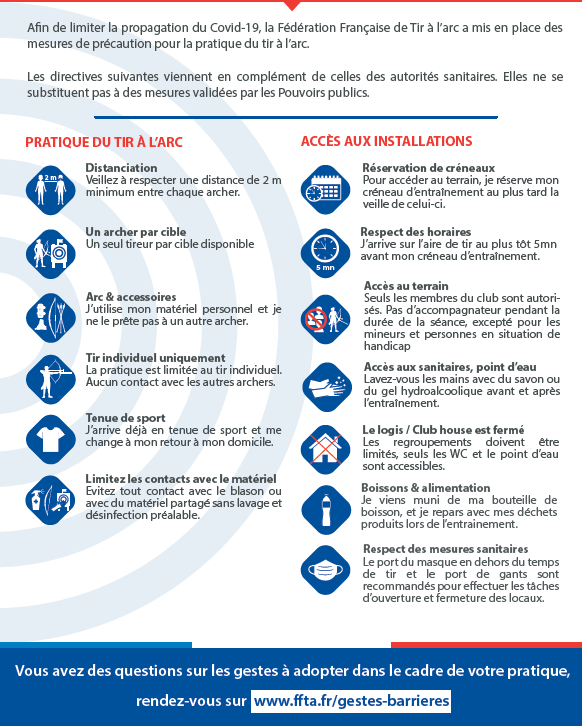 Afin de limiter la propagation du Covid-19, la Fédération Française de Tir à l'arc a mis en place des
mesures de précaution pour la pratique du tir à l'arc.
Les directives suivantes viennent en complément de celles des autorités sanitaires. Elles ne se
substituent pas à des mesures validées par les Pouvoirs publics.
PRATIQUE DU TIR À L'ARC
2 m
Distanciation
Veillez à respecter une distance de 2 m
minimum entre chaque archer.
Un archer par cible
Un seul tireur par cible disponible
Arc & accessoires
J'utilise mon matériel personnel et je
ne le prête pas à un autre archer.
Tir individuel uniquement
La pratique est limitée au tir individuel.
Aucun contact avec les autres archers.
Tenue de sport
J'arrive déjà en tenue de sport et me
change à mon retour à mon domicile.
Limitez les contacts avec le matériel
Evitez tout contact avec le blason ou
avec du matériel partagé sans lavage et
désinfection préalable.
ACCÈS AUX INSTALLATIONS
Réservation de créneaux
Pour accéder au terrain, je réserve mon
créneau d'entraînement au plus tard la
veille de celui-ci.
5 mn
Respect des horaires
J'arrive sur l'aire de tir au plus tôt 5mn
avant mon créneau d'entraînement.
Accès au terrain
Seuls les membres du club sont autori-
sés. Pas d'accompagnateur pendant la
durée de la séance, excepté pour les
mineurs et personnes en situation de
handicap
Accès aux sanitaires, point d'eau
Lavez-vous les mains avec du savon ou
du gel hydroalcoolique avant et après
l'entraînement.
Le logis / Club house est fermé
Les regroupements doivent être
limités, seuls les WC et le point d'eau
sont accessibles.
Boissons & alimentation
Je viens muni de ma bouteille de
boisson, et je repars avec mes déchets
produits lors de l'entrainement.
Respect des mesures sanitaires
Le port du masque en dehors du temps
de tir et le port de gants sont
recommandés pour effectuer les tâches
d'ouverture et fermeture des locaux.
Vous avez des questions sur les gestes à adopter dans le cadre de votre pratique,
rendez-vous sur www.ffta.fr/gestes-barrieres